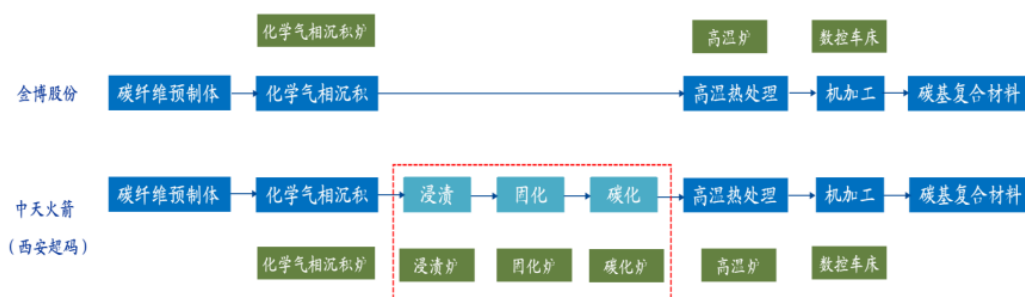 化学气相沉积炉 高温炉 数控车床
金博股份 碳纤维预制体 化学气相沉积 高温热处理 机加工 碳基复合材料
中天火箭
（西安超码）
碳纤维预制体 化学气相沉积 浸渍 固化 碳化 高温热处理 机加工 碳基复合材料
化学气相沉积炉 浸渍炉 固化炉 碳化炉 高温炉 数控车床